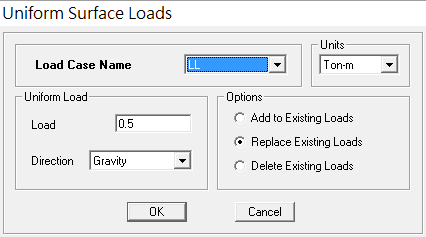 Uniform Surface Loads
Units
Load Case Name LL Ton-m
Uniform Load Options
Load 0.5 Add to Existing Loads
Replace Existing Loads
Direction Gravity Delete Existing Loads
OK Cancel